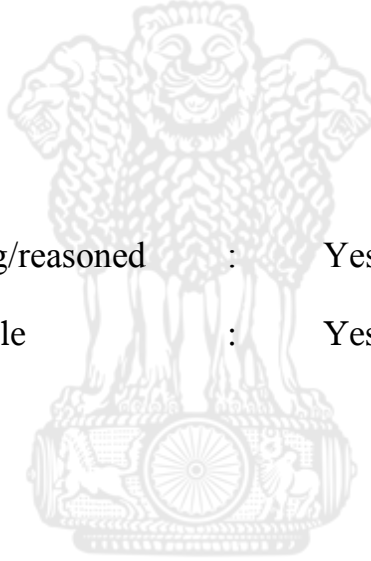 g/reasoned : Yes
le : Yes